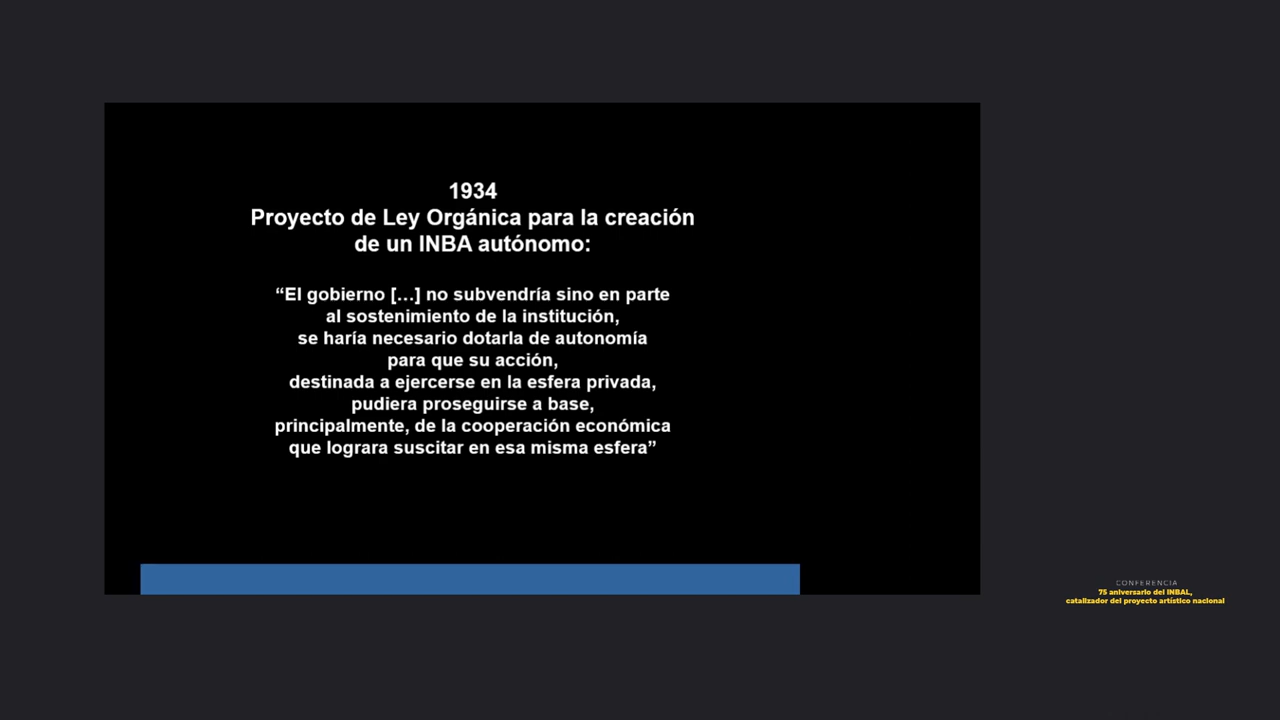 1934
Proyecto de Ley Orgánica para la creación
de un INBA autónomo:
“El gobierno [...] no subvendría sino en parte
al sostenimiento de la institución,
se haría necesario dotarla de autonomía
para que su acción,
destinada a ejercerse en la esfera privada,
pudiera proseguirse a base,
principalmente, de la cooperación económica
que lograra suscitar en esa misma esfera”
CONFERENCIA
75 aniversario del INBAL,
catalizador del proyecto artístico nacional